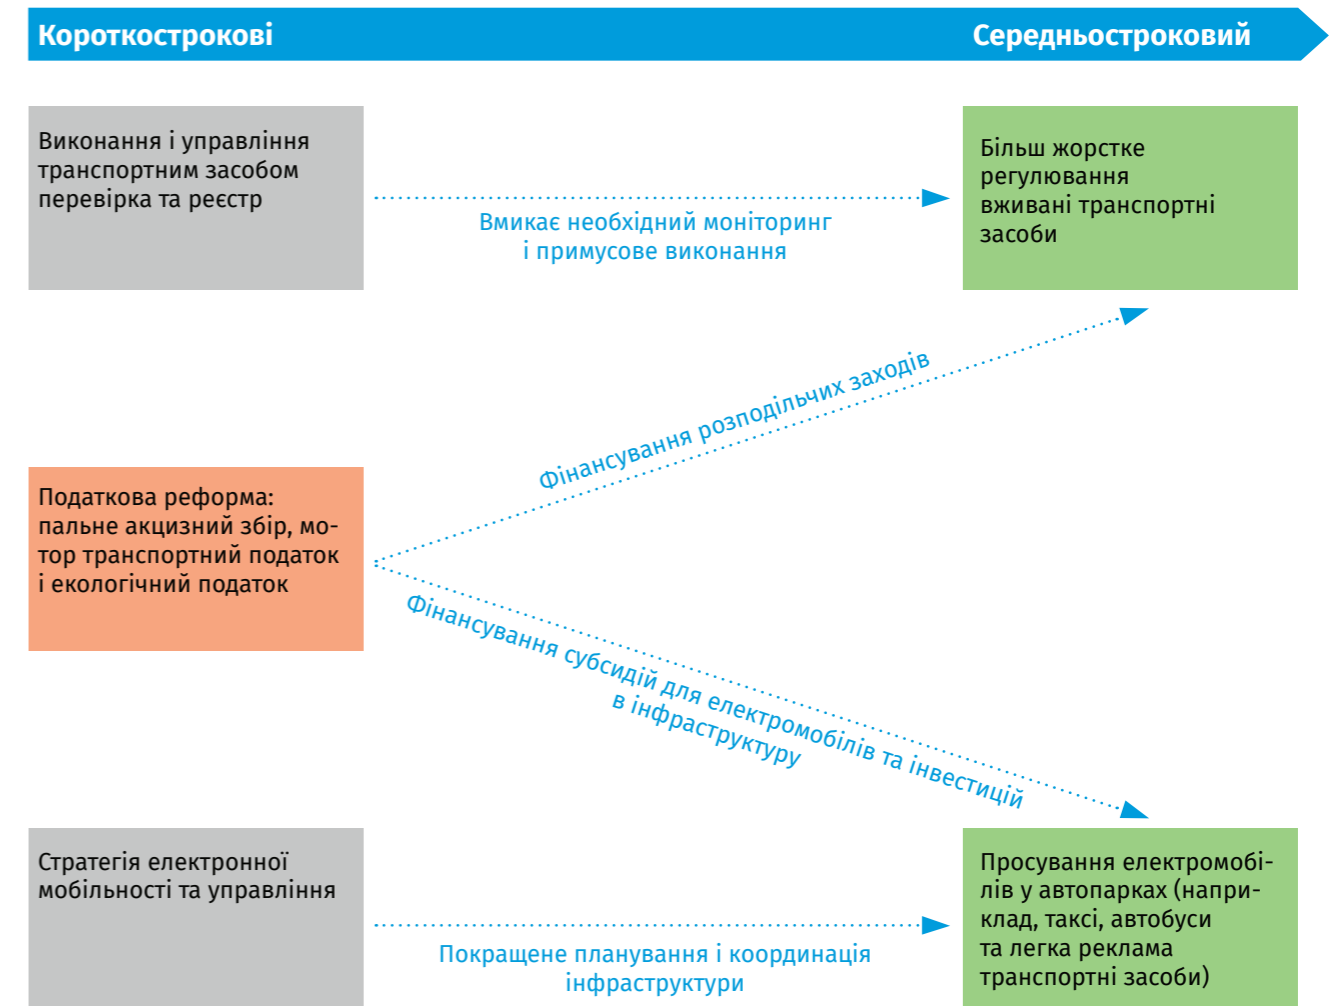 Короткострокові
Середньостроковий
Виконання і управління
транспортним засобом
перевірка та реєстр
Вмикає необхідний моніторинг
і примусове виконання
Більш жорстке
регулювання
вживані транспортні
засоби
Фінансування розподільчих заходів
Податкова реформа:
пальне акцизний збір, мо-
тор транспортний податок
і екологічний податок
Фінансування субсидій для електромобілів та інвестицій
в інфраструктуру
Стратегія електронної
мобільності та управління
Покращене планування і координація
інфраструктури
Просування електромобі-
лів у автопарках (напри-
клад, таксі, автобуси
та легка реклама
транспортні засоби)